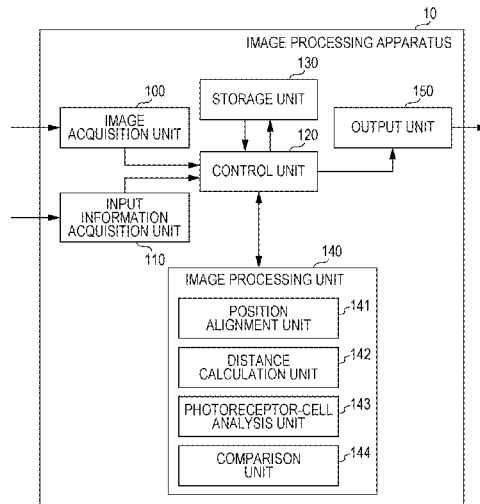 10
IMAGE PROCESSING APPARATUS
100
IMAGE
ACQUISITION UNIT
130
STORAGE UNIT
150
OUTPUT UNIT
120
CONTROL UNIT
INPUT
INFORMATION
ACQUISITION UNIT
110
140
IMAGE PROCESSING UNIT
POSITION
ALIGNMENT UNIT
141
DISTANCE
CALCULATION UNIT
142
PHOTORECEPTOR-CELL
ANALYSIS UNIT
143
COMPARISON
UNIT
144